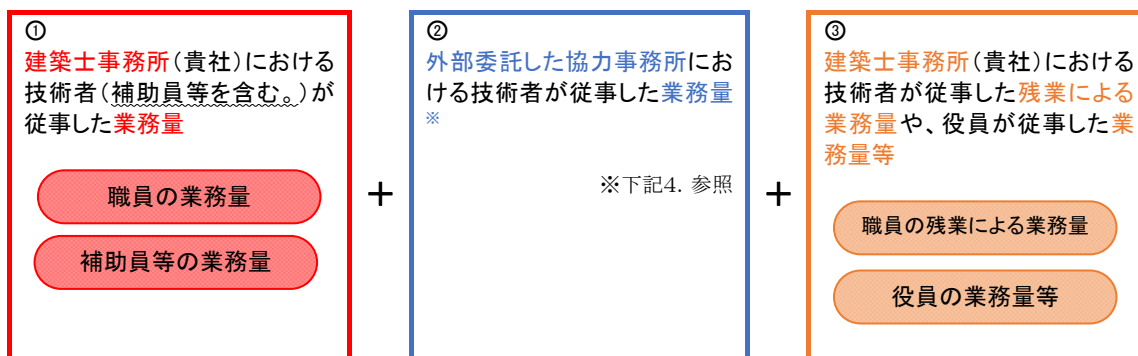 ①
建築士事務所(貴社)における
技術者(補助員等を含む。)が
従事した業務量
職員の業務量
補助員等の業務量
+
②
外部委託した協力事務所にお
ける技術者が従事した業務量
※
※下記4. 参照
+
③
建築士事務所(貴社)における
技術者が従事した残業による
業務量や、役員が従事した業
務量等
職員の残業による業務量
役員の業務量等